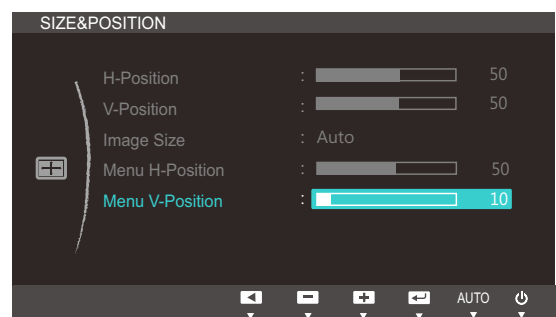 SIZE&POSITION
H-Position : 50
V-Position : 50
Image Size : Auto
Menu H-Position : 50
Menu V-Position : 10
AUTO